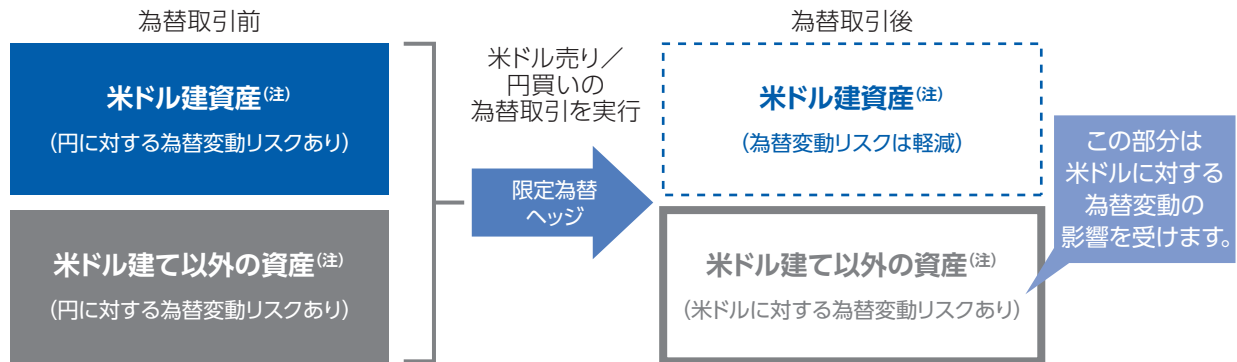 為替取引前
米ドル建資産(注)
(円に対する為替変動リスクあり)
米ドル建て以外の資産(注)
(円に対する為替変動リスクあり)
米ドル売り/
円買いの
為替取引を実行
限定為替
ヘッジ
為替取引後
米ドル建資産(注)
(為替変動リスクは軽減)
米ドル建て以外の資産(注)
(米ドルに対する為替変動リスクあり)
この部分は
米ドルに対する
為替変動の
影響を受けます。